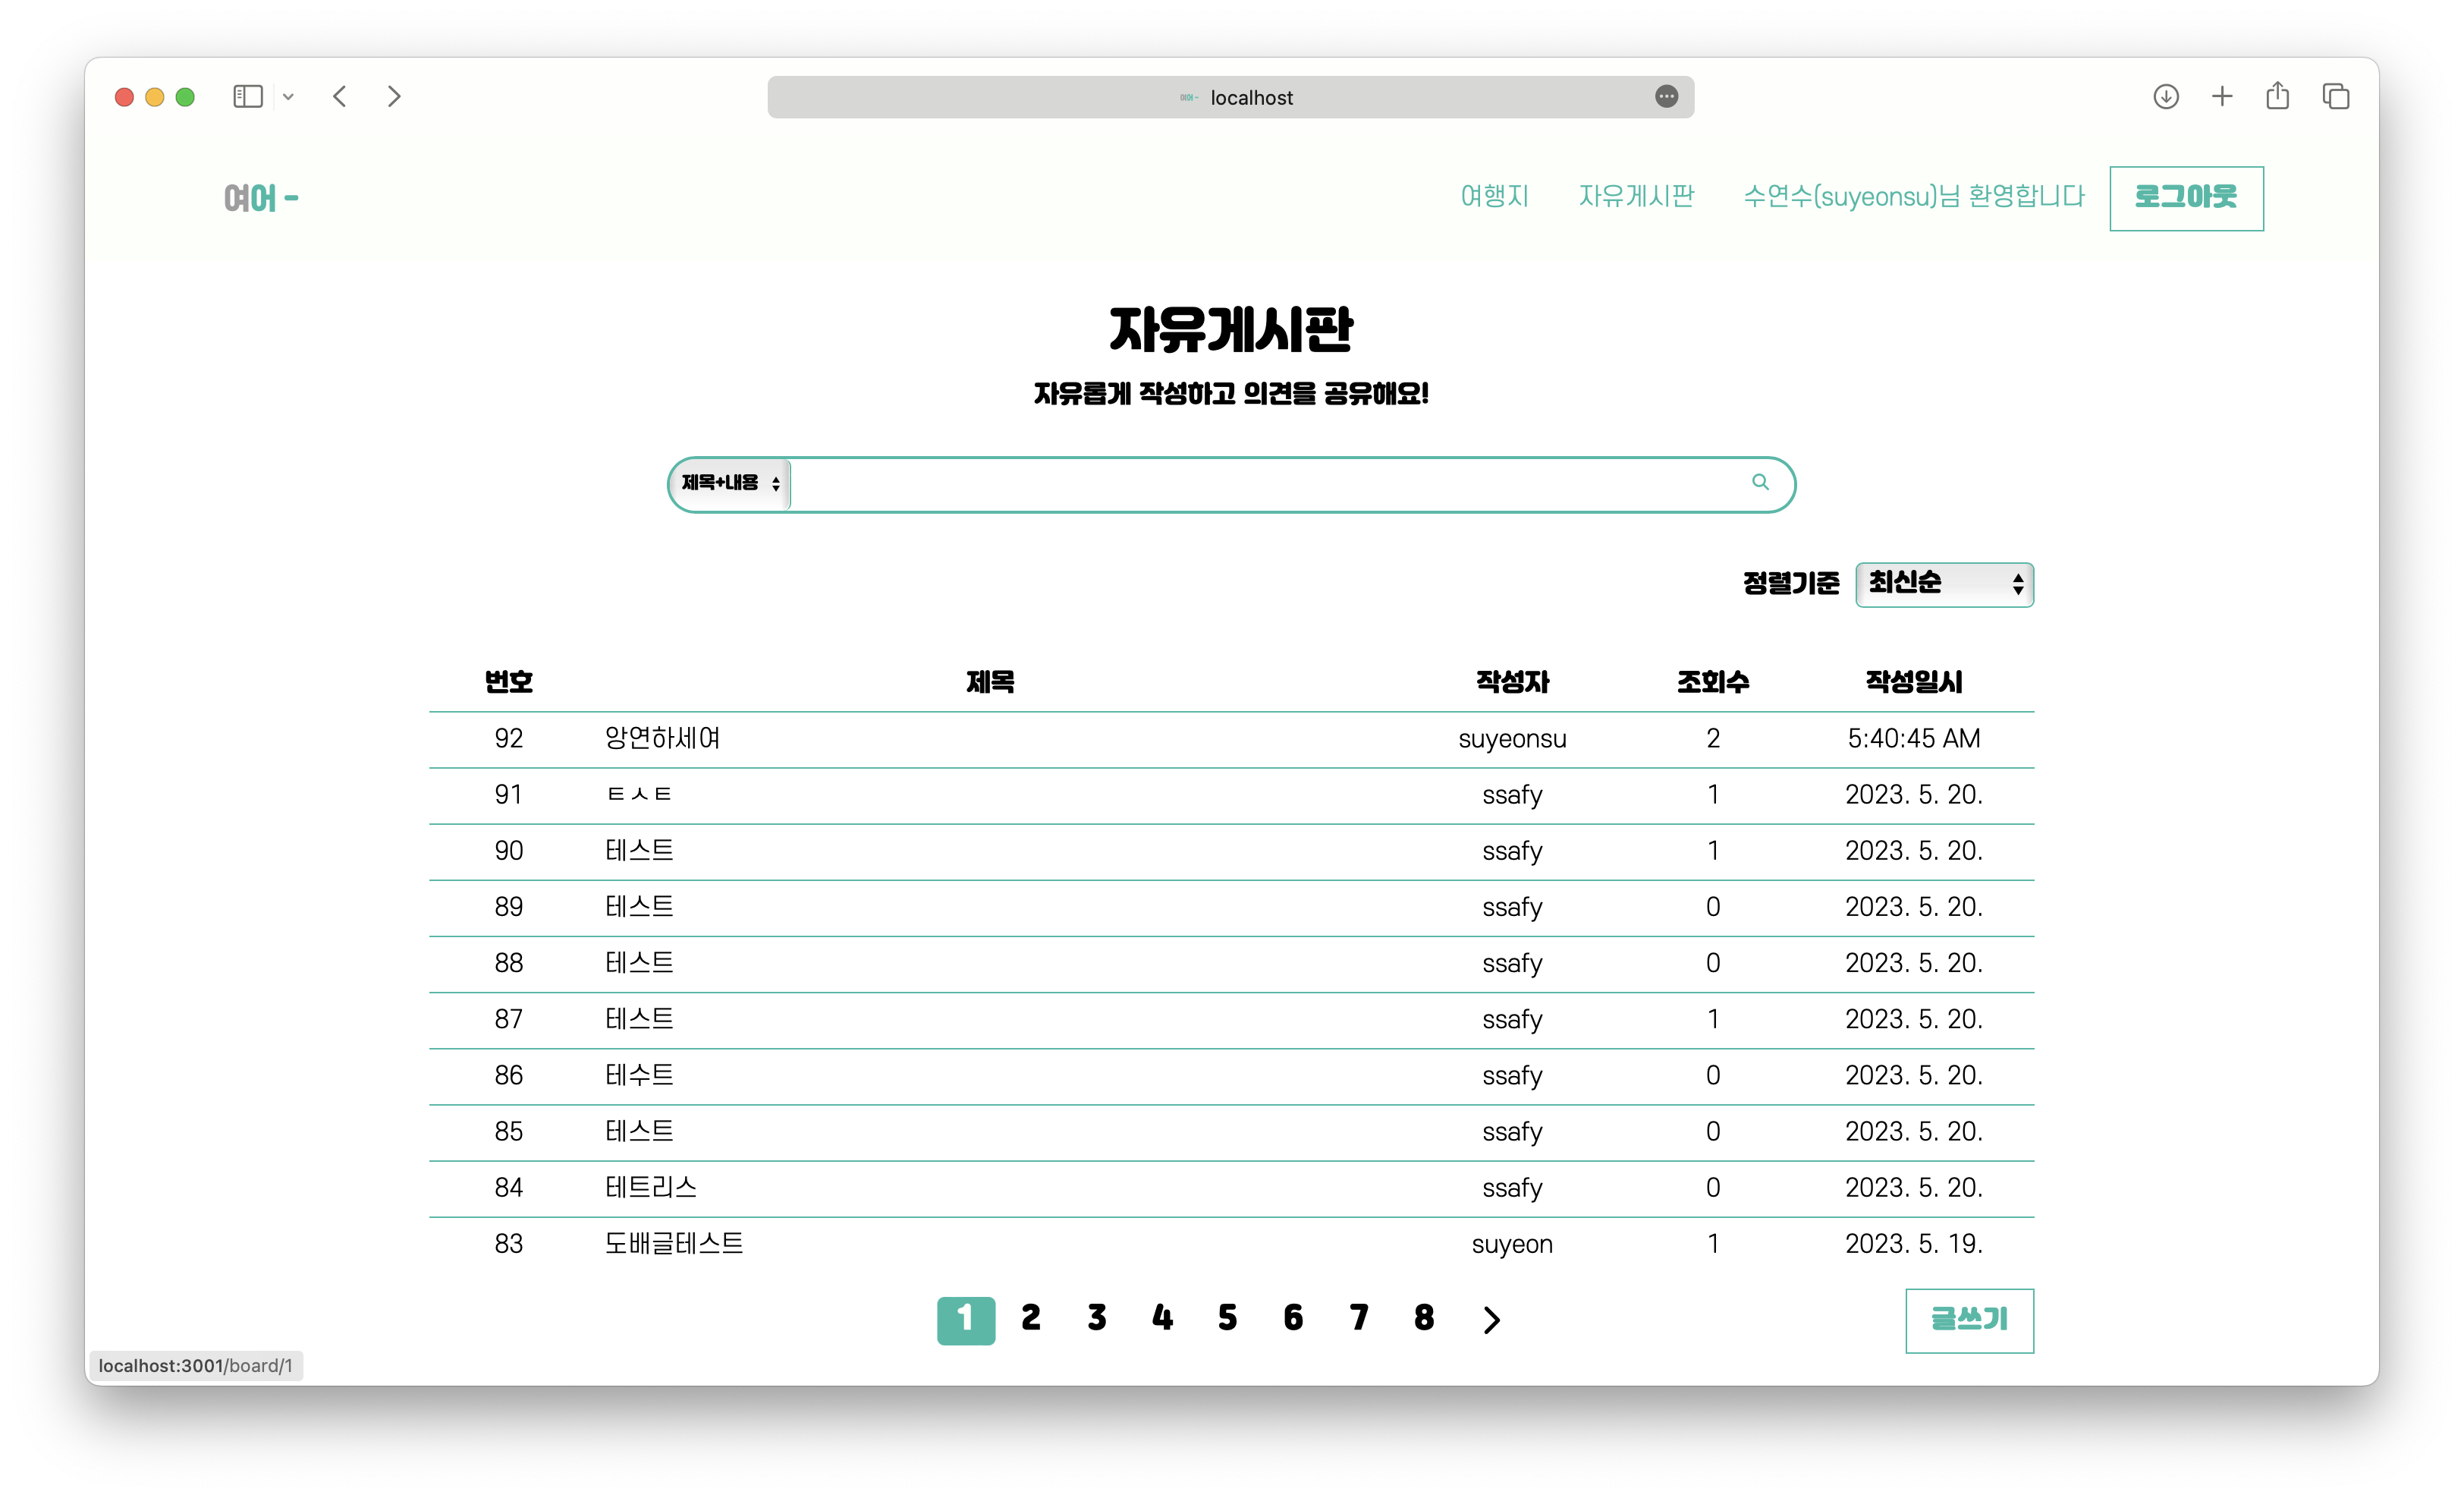 localhost
여어 -
여행지 자유게시판 수연수(suyeonsu)님 환영합니다 로그아웃
자유게시판
자유롭게 작성하고 의견을 공유해요!
제목+내용
정렬기준 최신순
번호 제목 작성자 조회수 작성일시
92 앙연하세여 suyeonsu 2 5:40:45 AM
91 ㅌㅅㅌ ssafy 1 2023. 5. 20.
90 테스트 ssafy 1 2023. 5. 20.
89 테스트 ssafy 0 2023. 5. 20.
88 테스트 ssafy 0 2023. 5. 20.
87 테스트 ssafy 1 2023. 5. 20.
86 테수트 ssafy 0 2023. 5. 20.
85 테스트 ssafy 0 2023. 5. 20.
84 테트리스 ssafy 0 2023. 5. 20.
83 도배글테스트 suyeon 1 2023. 5. 19.
1 2 3 4 5 6 7 8
글쓰기
localhost:3001/board/1